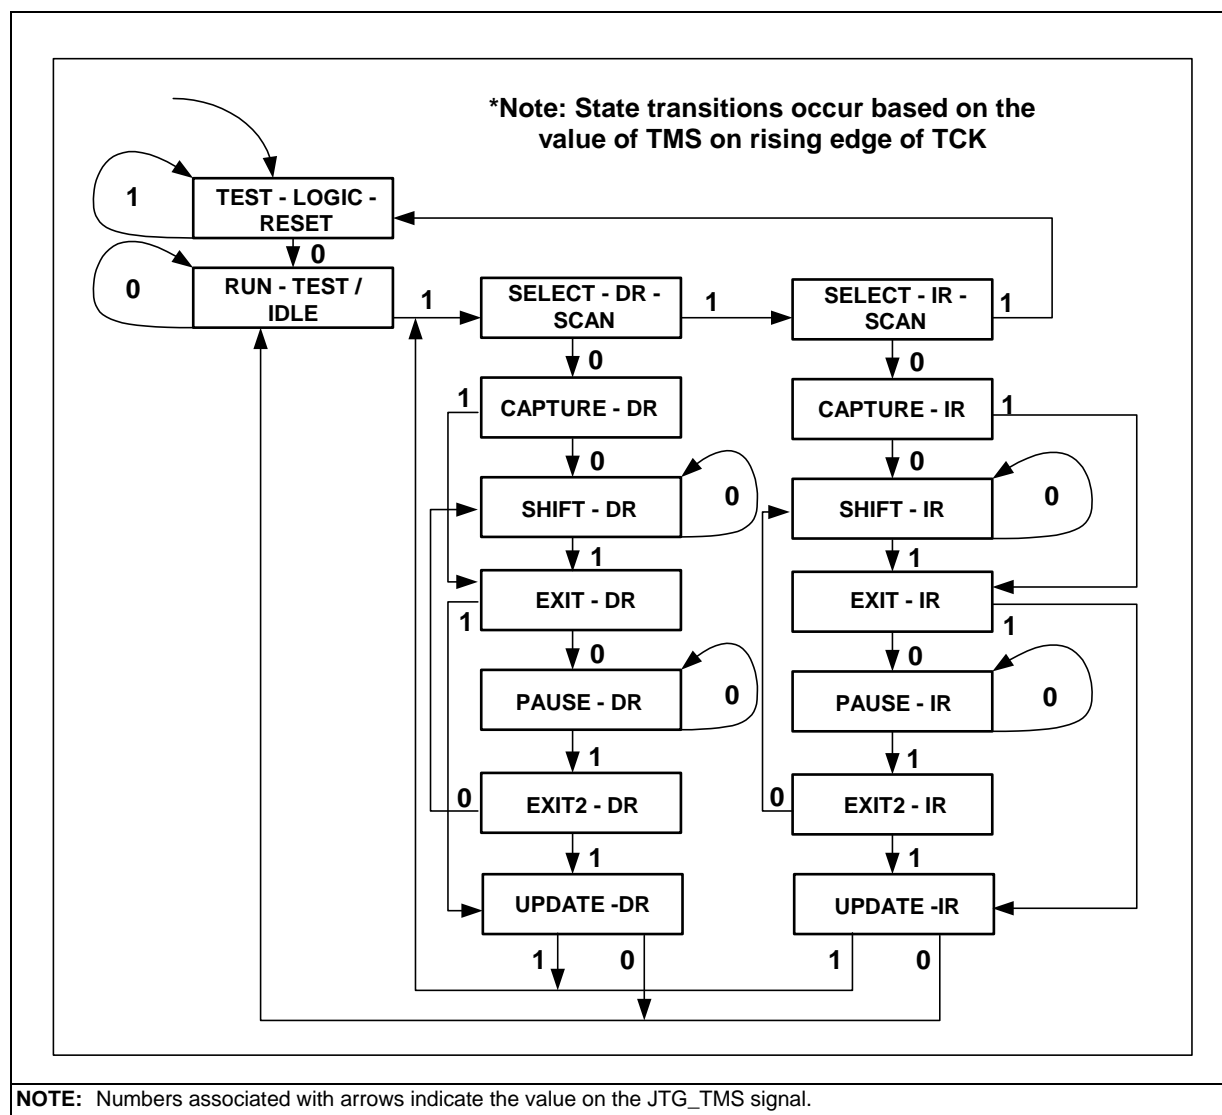 *Note: State transitions occur based on the
value of TMS on rising edge of TCK
1
TEST - LOGIC -
RESET
0
0
RUN - TEST /
IDLE
1
SELECT - DR -
SCAN
1
SELECT - IR -
SCAN
1
0
0
1
CAPTURE - DR
CAPTURE - IR
1
0
0
SHIFT - DR
0
SHIFT - IR
0
1
1
EXIT - DR
EXIT - IR
1
1
0
0
PAUSE - DR
0
PAUSE - IR
0
1
1
0
EXIT2 - DR
0
EXIT2 - IR
1
1
UPDATE -DR
UPDATE -IR
1
0
1
0
NOTE: Numbers associated with arrows indicate the value on the JTG_TMS signal.